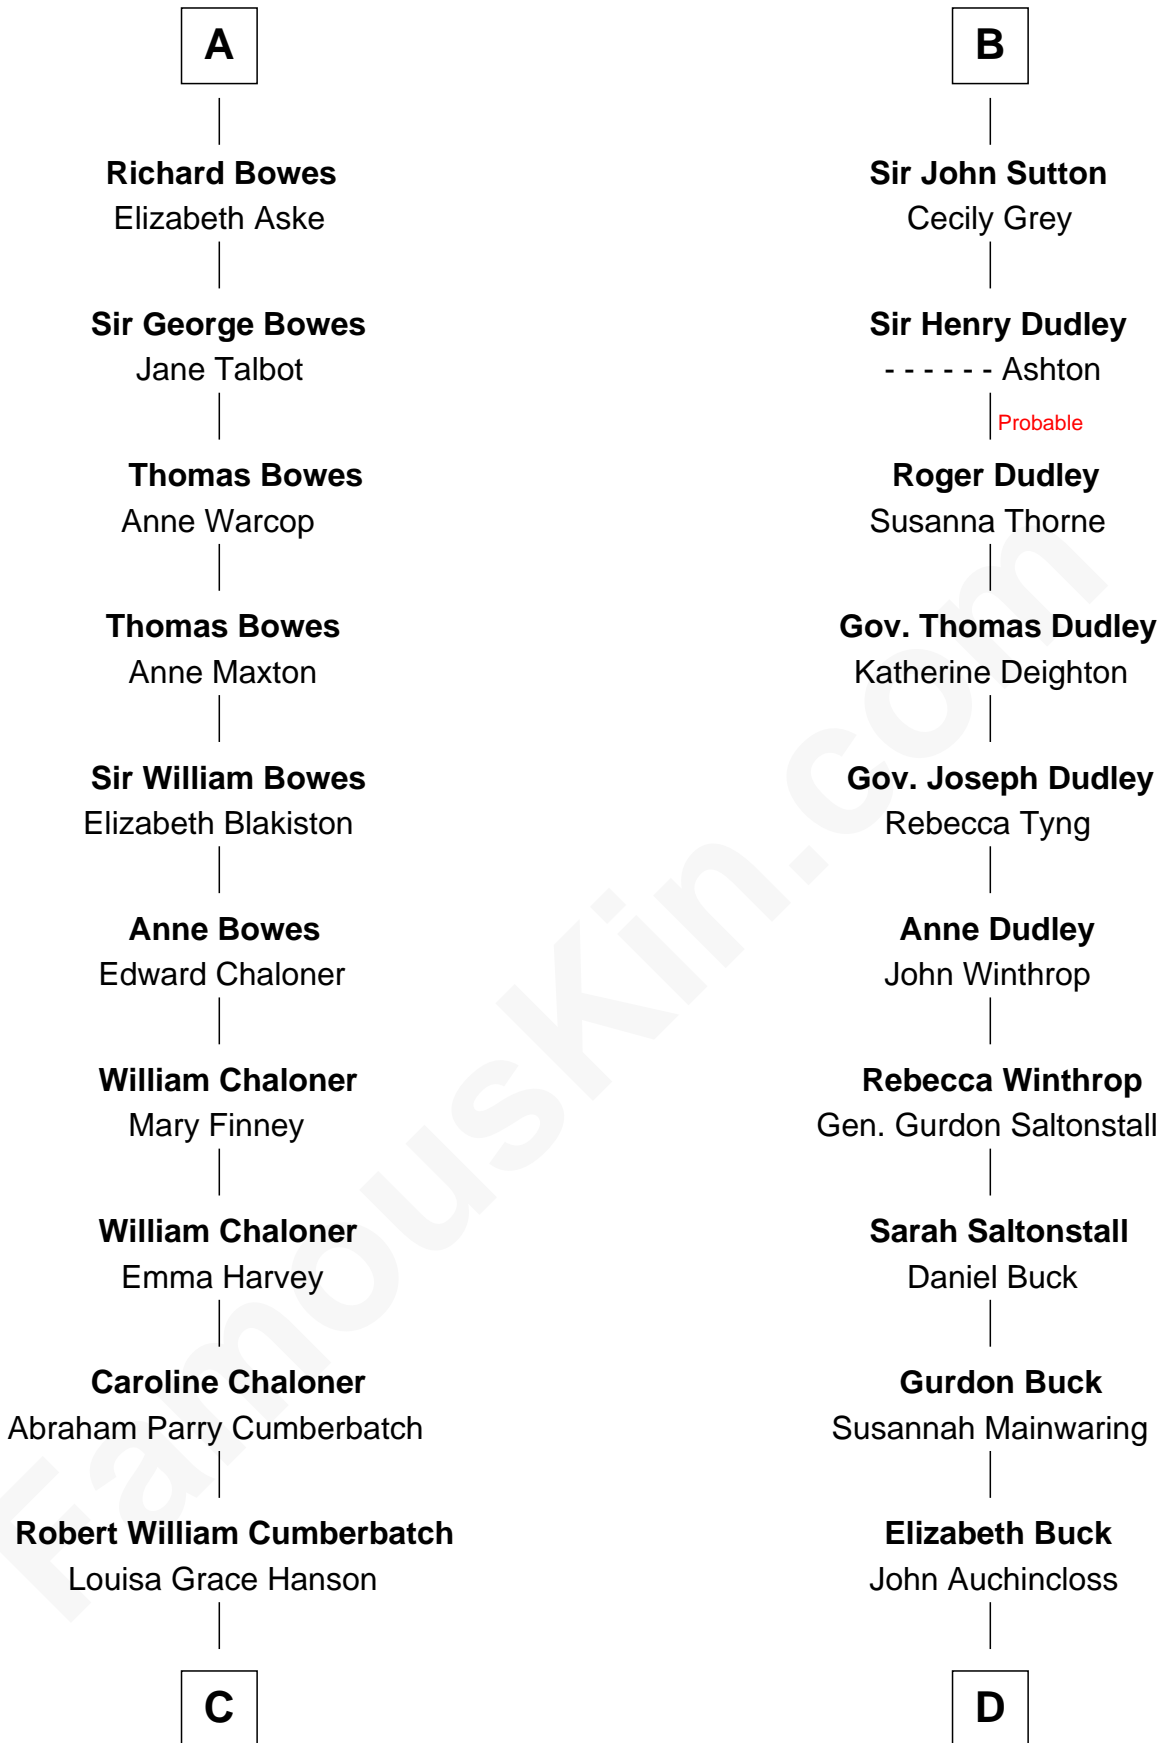 A
Richard Bowes
Elizabeth Aske
Sir George Bowes
Jane Talbot
Thomas Bowes
Anne Warcop
Thomas Bowes
Anne Maxton
Sir William Bowes
Elizabeth Blakiston
Anne Bowes
Edward Chaloner
William Chaloner
Mary Finney
William Chaloner
Emma Harvey
Caroline Chaloner
Abraham Parry Cumberbatch
Robert William Cumberbatch
Louisa Grace Hanson
C
B
Sir John Sutton
Cecily Grey
Sir Henry Dudley
- - - - - - Ashton
Probable
Roger Dudley
Susanna Thorne
Gov. Thomas Dudley
Katherine Deighton
Gov. Joseph Dudley
Rebecca Tyng
Anne Dudley
John Winthrop
Rebecca Winthrop
Gen. Gurdon Saltonstall
Sarah Saltonstall
Daniel Buck
Gurdon Buck
Susannah Mainwaring
Elizabeth Buck
John Auchincloss
D
FamousKin.com